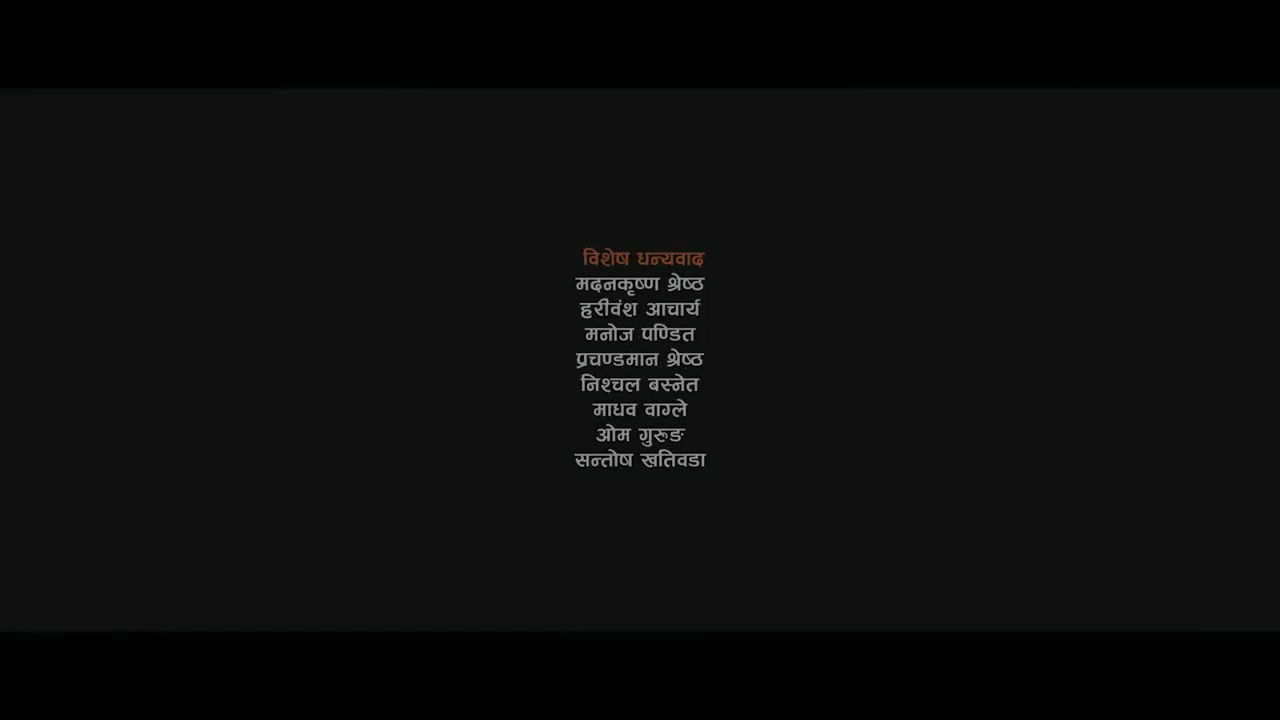 विशेष धन्यवाद
मदनकृष्ण श्रेष्ठ
हरीवंश आचार्य
मनोज पण्डित
प्रचण्डमान श्रेष्ठ
निश्चल बस्नेत
माधव वाग्ले
ओम गुरूङ
सन्तोष खतिवडा